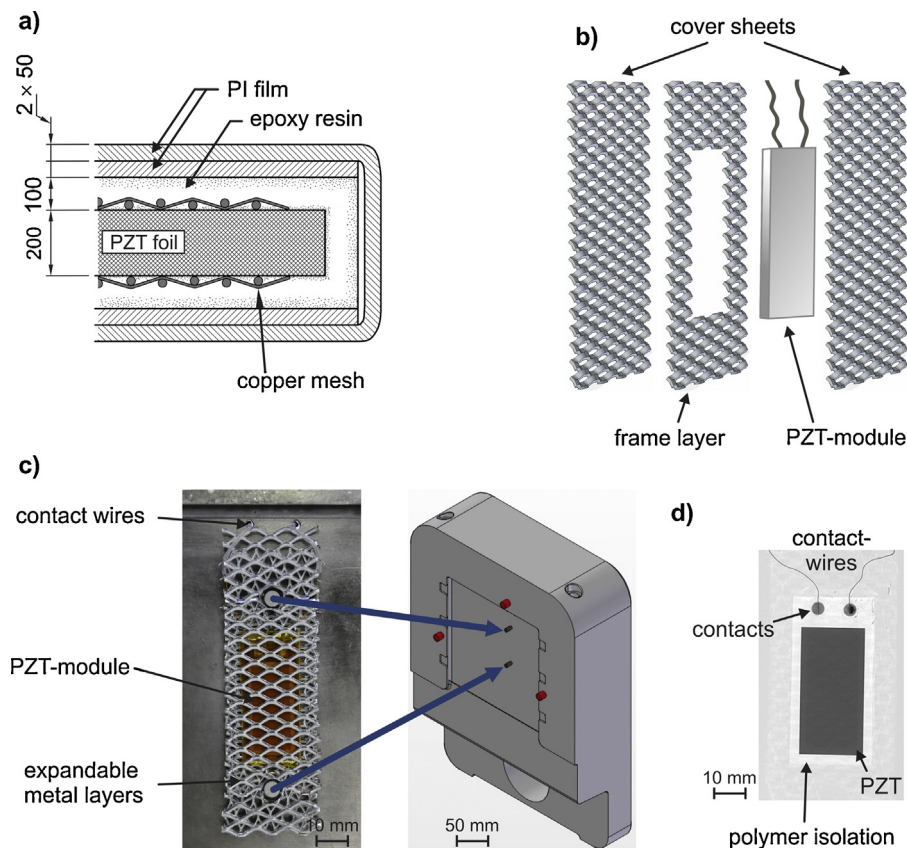 a)
2 × 50
PI film
epoxy resin
100
200
PZT foil
copper mesh
b)
cover sheets
frame layer
PZT-module
c)
contact wires
PZT-module
expandable
metal layers
10 mm
50 mm
d)
contact-
wires
contacts
10 mm
PZT
polymer isolation